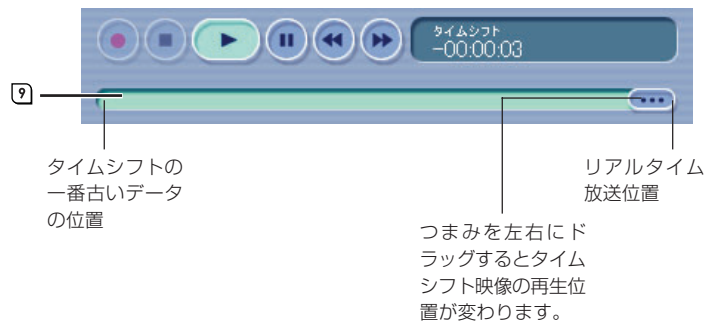 タイムシフト
-00:00:03
9
タイムシフトの
一番古いデータ
の位置
リアルタイム
放送位置
つまみを左右にド
ラッグするとタイム
シフト映像の再生位
置が変わります。